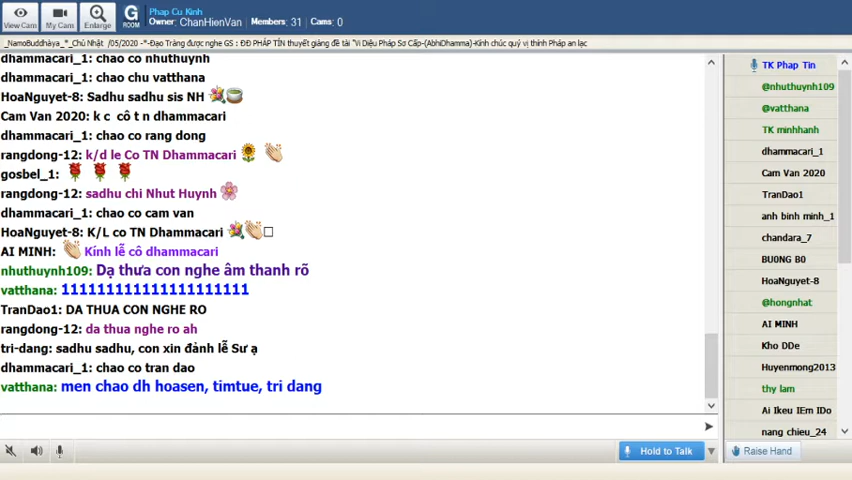 Phap Cu Kinh
Owner: ChanHienVan Members: 31 Cams: 0
View Cam My Cam Enlarge G ROOM
_NamoBuddhàya_*_Chủ Nhật /05/2020 -*-Đạo Tràng được nghe GS : ĐĐ PHÁP TÍN thuyết giảng đề tài "Vi Diệu Pháp Sơ Cấp-(AbhiDhamma)-Kính chúc quý vị thính Pháp an lạc
dhammacari_1: chao co nhuthuynh
dhammacari_1: chao chu vatthana
HoaNguyet-8: Sadhu sadhu sis NH
Cam Van 2020: k c cô t n dhammacari
dhammacari_1: chao co rang dong
rangdong-12: k/d le Co TN Dhammacari
gosbel_1:
rangdong-12: sadhu chi Nhut Huynh
dhammacari_1: chao co cam van
HoaNguyet-8: K/L co TN Dhammacari
AI MINH: Kính lễ cô dhammacari
nhuthuynh109: Dạ thưa con nghe âm thanh rõ
vatthana: 1111111111111111111111
TranDao1: DA THUA CON NGHE RO
rangdong-12: da thua nghe ro ah
tri-dang: sadhu sadhu, con xin đảnh lễ Sư ạ
dhammacari_1: chao co tran dao
vatthana: men chao dh hoasen, timtue, tri dang
TK Phap Tin
@nhuthuynh109
@vatthana
TK minhhanh
dhammacari_1
Cam Van 2020
TranDao1
anh binh minh_1
chandara_7
BU0NG B0
HoaNguyet-8
@hongnhat
AI MINH
Kho DDe
Huyenmong2013
thy lam
Ai Ikeu IEm IDo
nang chieu_24
Hold to Talk
Raise Hand